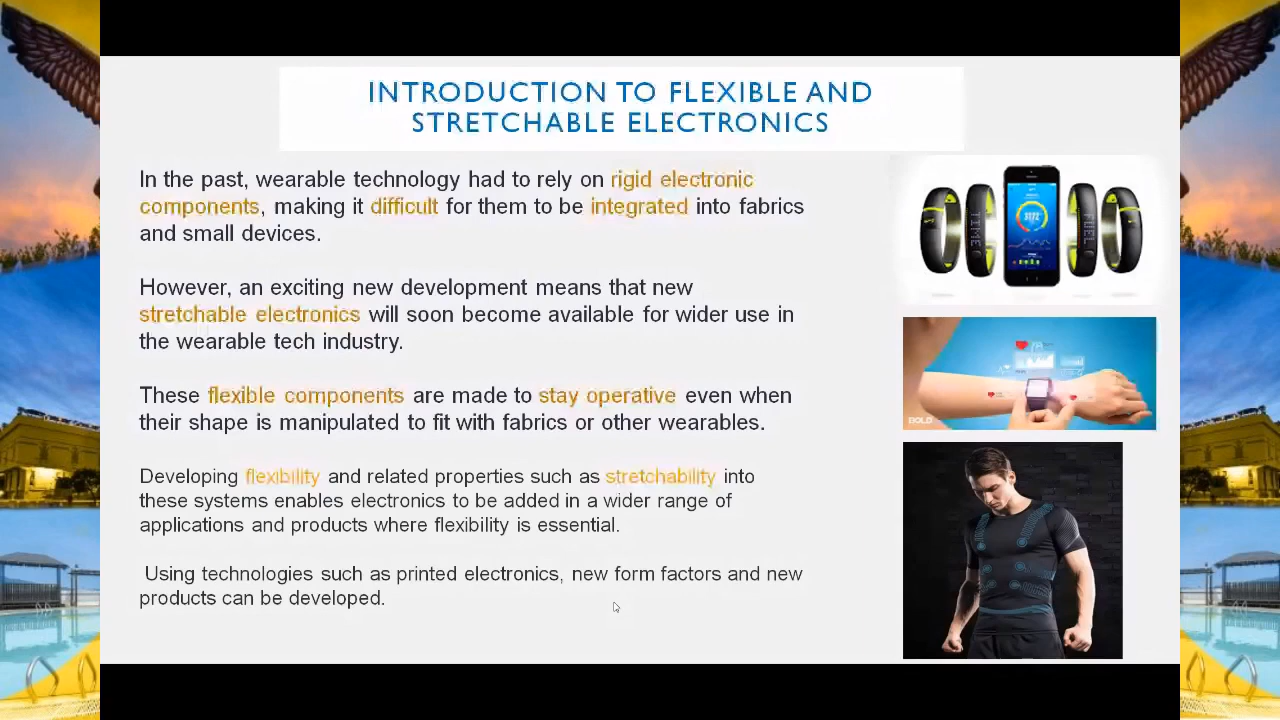 INTRODUCTION TO FLEXIBLE AND
STRETCHABLE ELECTRONICS
In the past, wearable technology had to rely on rigid electronic
components, making it difficult for them to be integrated into fabrics
and small devices.
However, an exciting new development means that new
stretchable electronics will soon become available for wider use in
the wearable tech industry.
These flexible components are made to stay operative even when
their shape is manipulated to fit with fabrics or other wearables.
Developing flexibility and related properties such as stretchability into
these systems enables electronics to be added in a wider range of
applications and products where flexibility is essential.
Using technologies such as printed electronics, new form factors and new
products can be developed.
TIME
3172
FUEL
BOLD